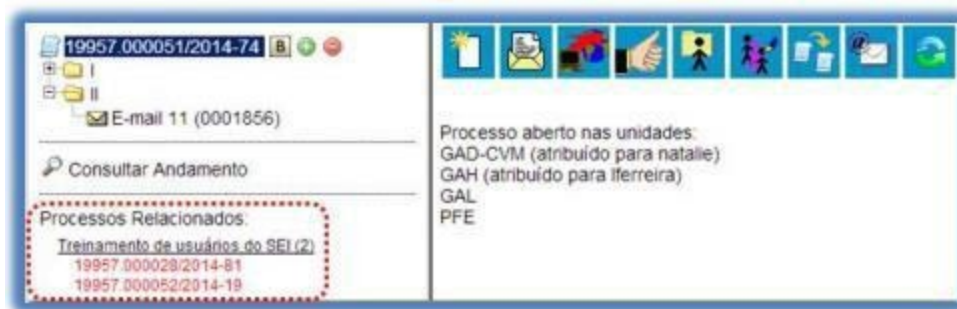 19957.000051/2014-74 B
I
II
E-mail 11 (0001856)
Consultar Andamento
Processos Relacionados:
Treinamento de usuários do SEI (2)
19957.000028/2014-81
19957.000052/2014-19
Processo aberto nas unidades:
GAD-CVM (atribuído para natalie)
GAH (atribuído para lferreira)
GAL
PFE